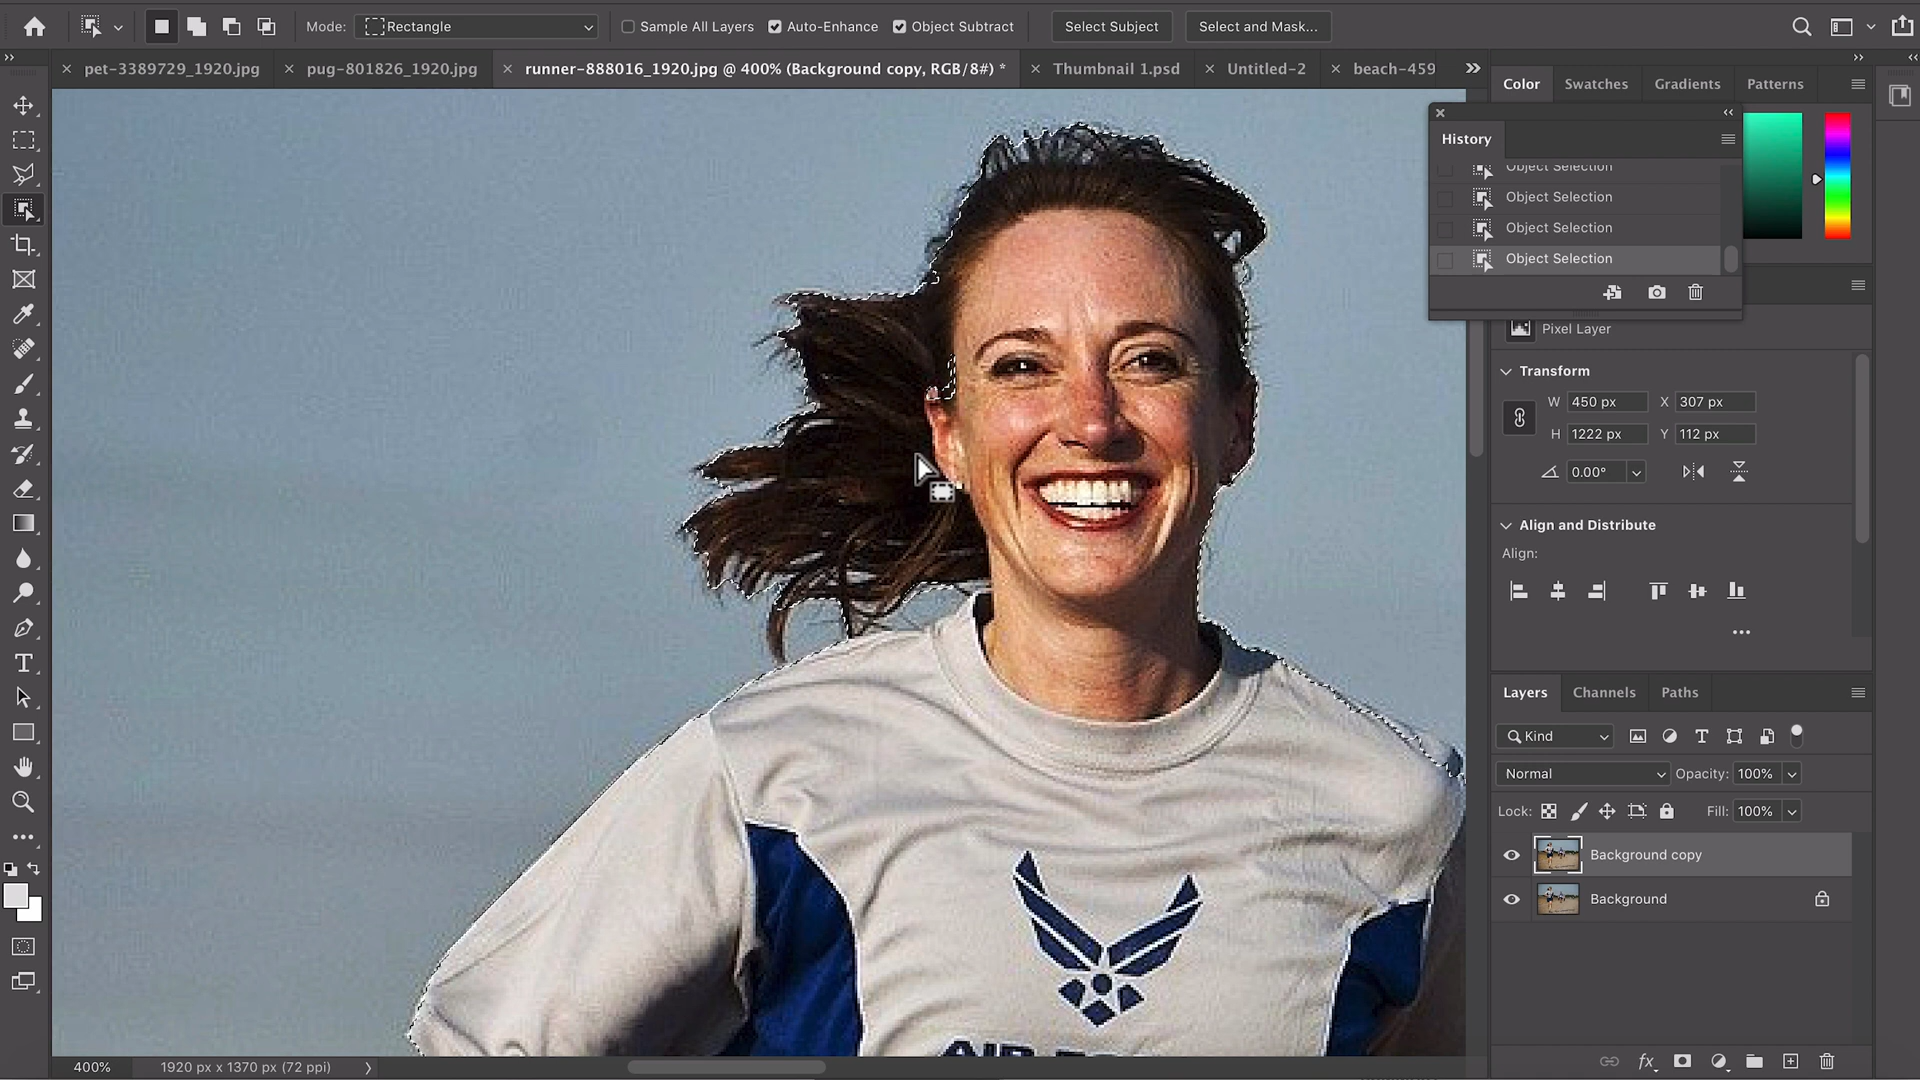 Mode: Rectangle Sample All Layers Auto-Enhance Object Subtract Select Subject Select and Mask...
pet-3389729_1920.jpg pug-801826_1920.jpg runner-888016_1920.jpg @ 400% (Background copy, RGB/8#) * Thumbnail 1.psd Untitled-2 beach-459
Color Swatches Gradients Patterns
History
Object Selection
Object Selection
Object Selection
Object Selection
Pixel Layer
Transform
W 450 px X 307 px
H 1222 px Y 112 px
0.00°
Align and Distribute
Align:
Layers Channels Paths
Kind
Normal Opacity: 100%
Lock: Fill: 100%
Background copy
Background
fx
400% 1920 px x 1370 px (72 ppi)